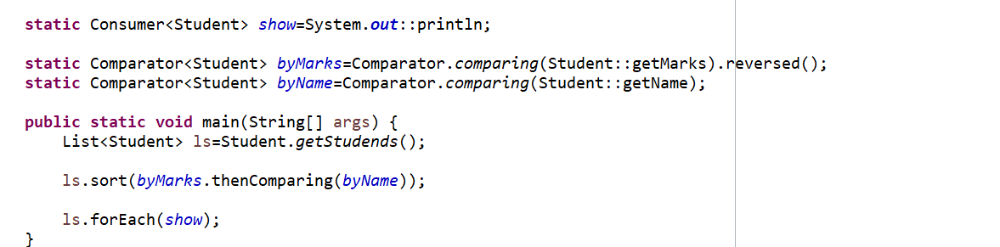 static Consumer<Student> show=System.out::println;
static Comparator<Student> byMarks=Comparator.comparing(Student::getMarks).reversed();
static Comparator<Student> byName=Comparator.comparing(Student::getName);
public static void main(String[] args) {
List<Student> ls=Student.getStudends();
ls.sort(byMarks.thenComparing(byName));
ls.forEach(show);
}